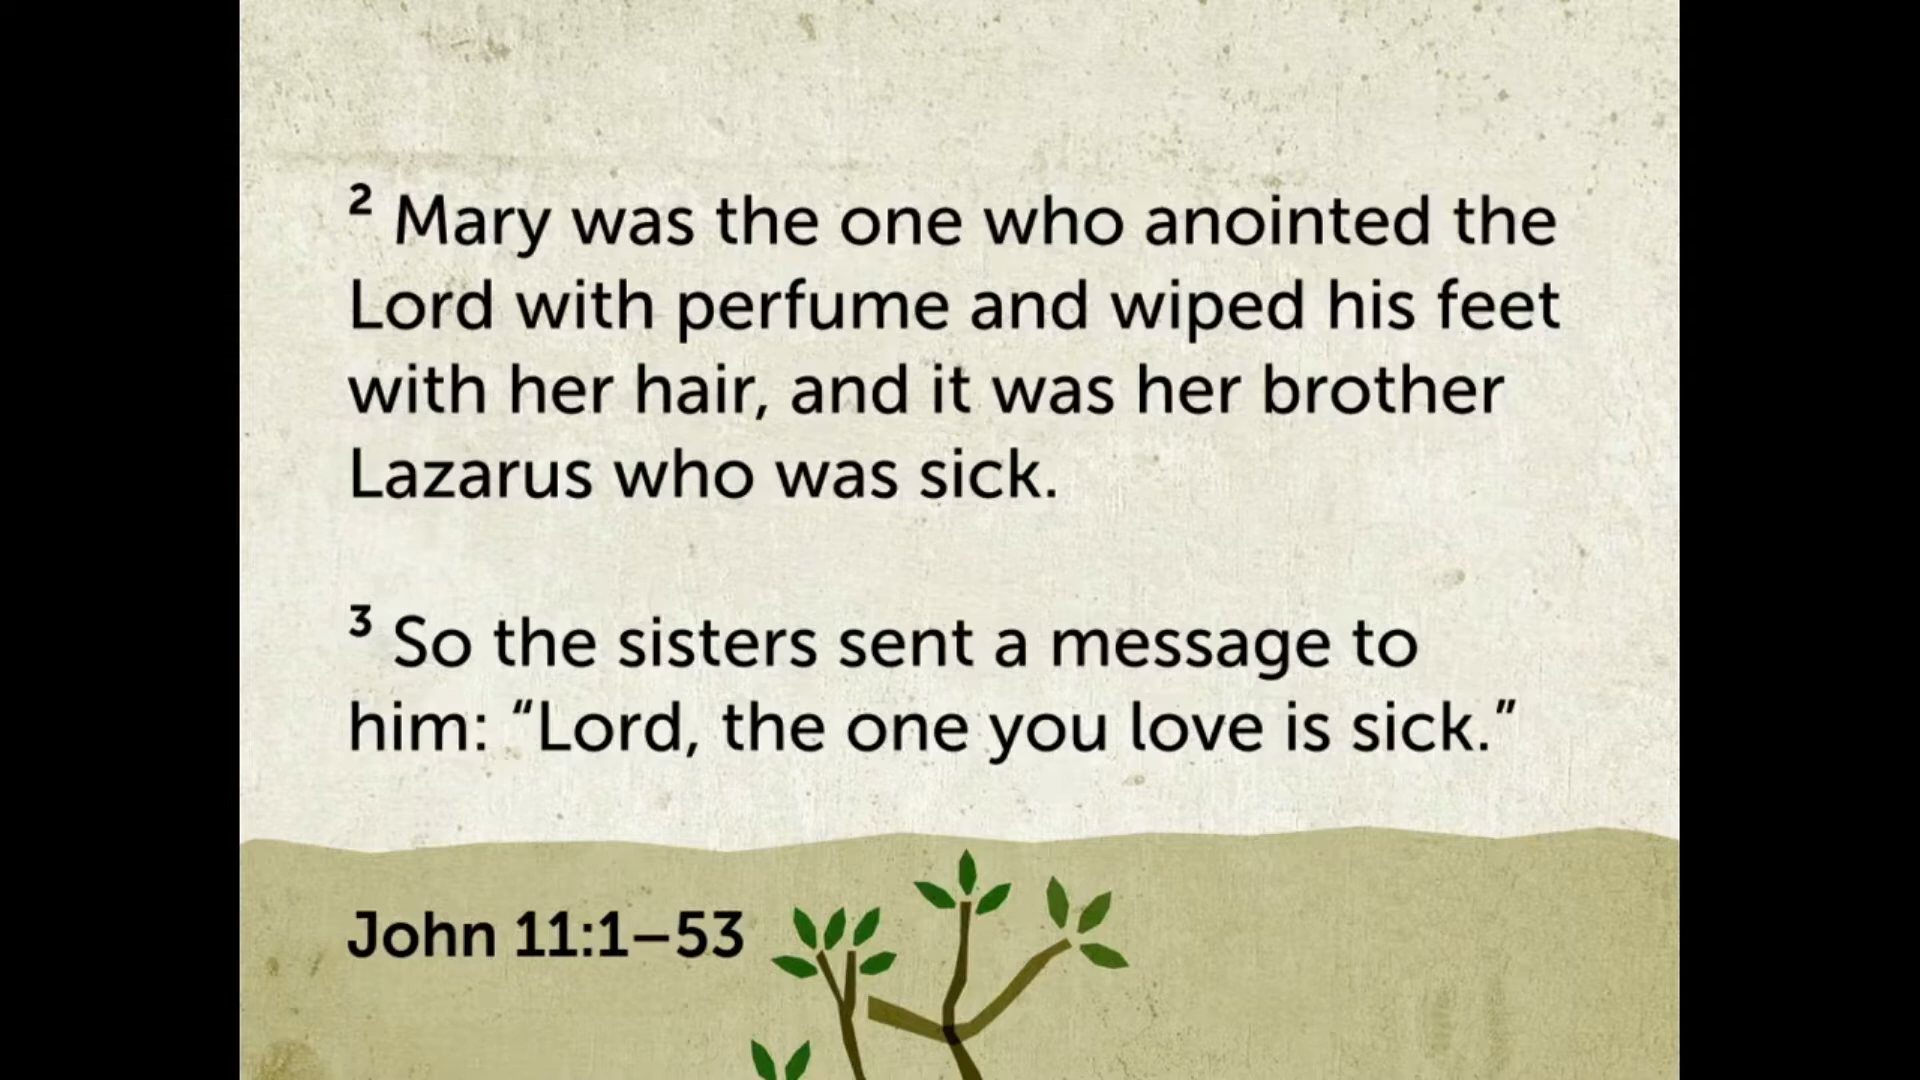 2 Mary was the one who anointed the
Lord with perfume and wiped his feet
with her hair, and it was her brother
Lazarus who was sick.
3 So the sisters sent a message to
him: “Lord, the one you love is sick.”
John 11:1–53